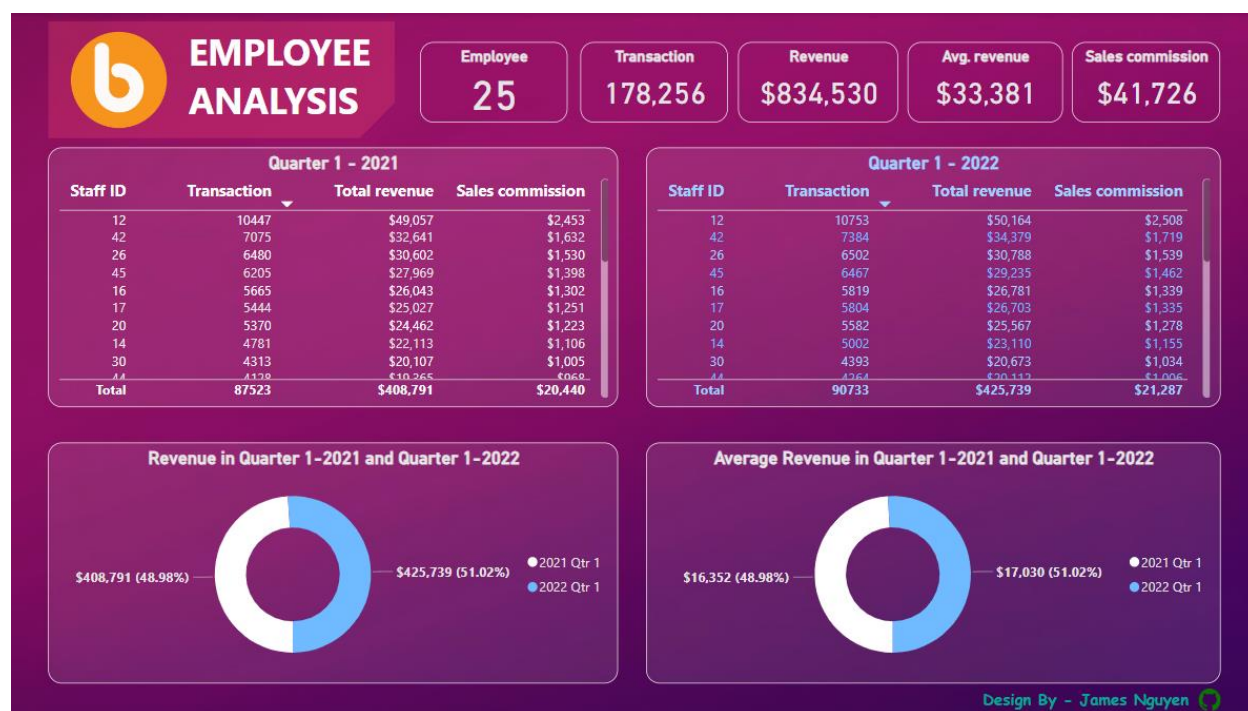 b
EMPLOYEE
ANALYSIS
Employee
25
Transaction
178,256
Revenue
$834,530
Avg. revenue
$33,381
Sales commission
$41,726
Quarter 1 - 2021
Staff ID Transaction Total revenue Sales commission
12 10447 $49,057 $2,453
42 7075 $32,641 $1,632
26 6480 $30,602 $1,530
45 6205 $27,969 $1,398
16 5665 $26,043 $1,302
17 5444 $25,027 $1,251
20 5370 $24,462 $1,223
14 4781 $22,113 $1,106
30 4313 $20,107 $1,005
44 4128 $19,365 $968
Total 87523 $408,791 $20,440
Quarter 1 - 2022
Staff ID Transaction Total revenue Sales commission
12 10753 $50,164 $2,508
42 7384 $34,379 $1,719
26 6502 $30,788 $1,539
45 6467 $29,235 $1,462
16 5819 $26,781 $1,339
17 5804 $26,703 $1,335
20 5582 $25,567 $1,278
14 5002 $23,110 $1,155
30 4393 $20,673 $1,034
44 4264 $20,112 $1,006
Total 90733 $425,739 $21,287
Revenue in Quarter 1-2021 and Quarter 1-2022
$408,791 (48.98%)
$425,739 (51.02%)
2021 Qtr 1
2022 Qtr 1
Average Revenue in Quarter 1-2021 and Quarter 1-2022
$16,352 (48.98%)
$17,030 (51.02%)
2021 Qtr 1
2022 Qtr 1
Design By - James Nguyen